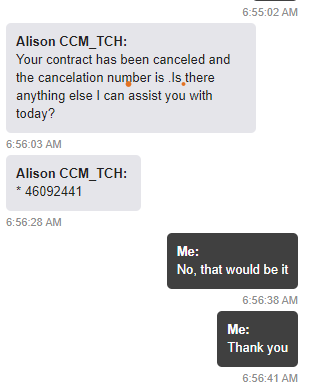 6:55:02 AM
Alison CCM_TCH:
Your contract has been canceled and
the cancelation number is .Is there
anything else I can assist you with
today?
6:56:03 AM
Alison CCM_TCH:
* 46092441
6:56:28 AM
Me:
No, that would be it
6:56:38 AM
Me:
Thank you
6:56:41 AM